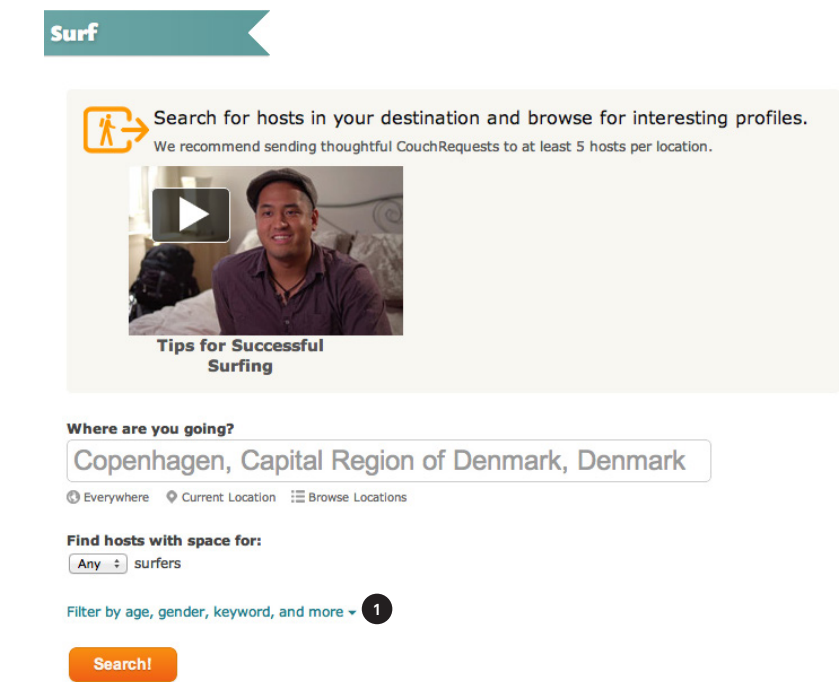 Surf
Search for hosts in your destination and browse for interesting profiles.
We recommend sending thoughtful CouchRequests to at least 5 hosts per location.
Tips for Successful
Surfing
Where are you going?
Copenhagen, Capital Region of Denmark, Denmark
Everywhere Current Location Browse Locations
Find hosts with space for:
Any surfers
Filter by age, gender, keyword, and more 1
Search!